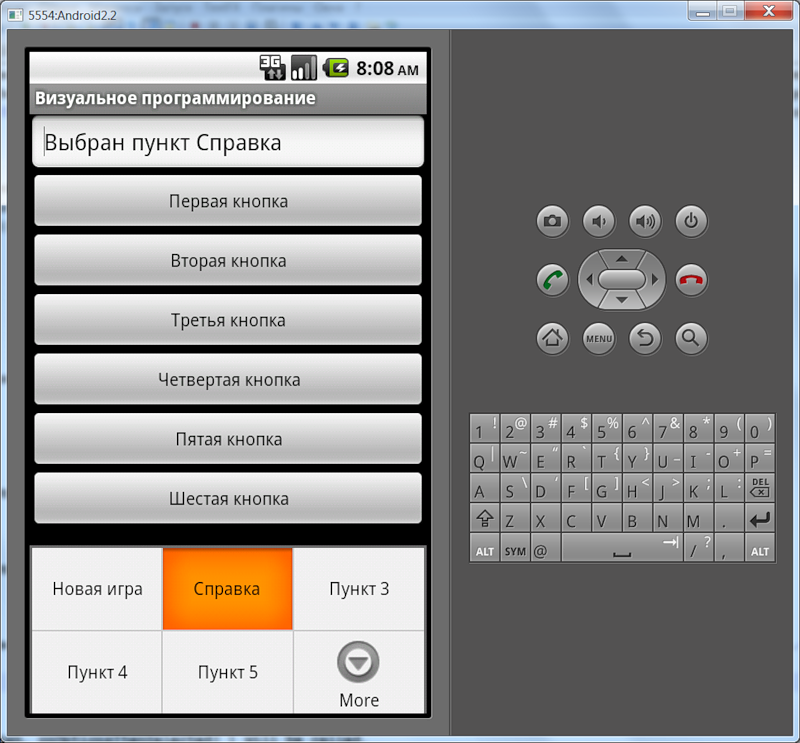 5554:Android2.2
3G 8:08 AM
Визуальное программирование
Выбран пункт Справка
Первая кнопка
Вторая кнопка
Третья кнопка
Четвертая кнопка
Пятая кнопка
Шестая кнопка
Новая игра Справка Пункт 3
Пункт 4 Пункт 5 More
MENU
1 ! 2 @ 3 # 4 $ 5 % 6 ^ 7 & 8 * 9 ( 0 )
Q | W ~ E “ R ` T { Y } U _ I - O + P =
A S \ D ‘ F [ G ] H < J > K ; L : DEL
Z X C V B N M .
ALT SYM @ / ? , ALT